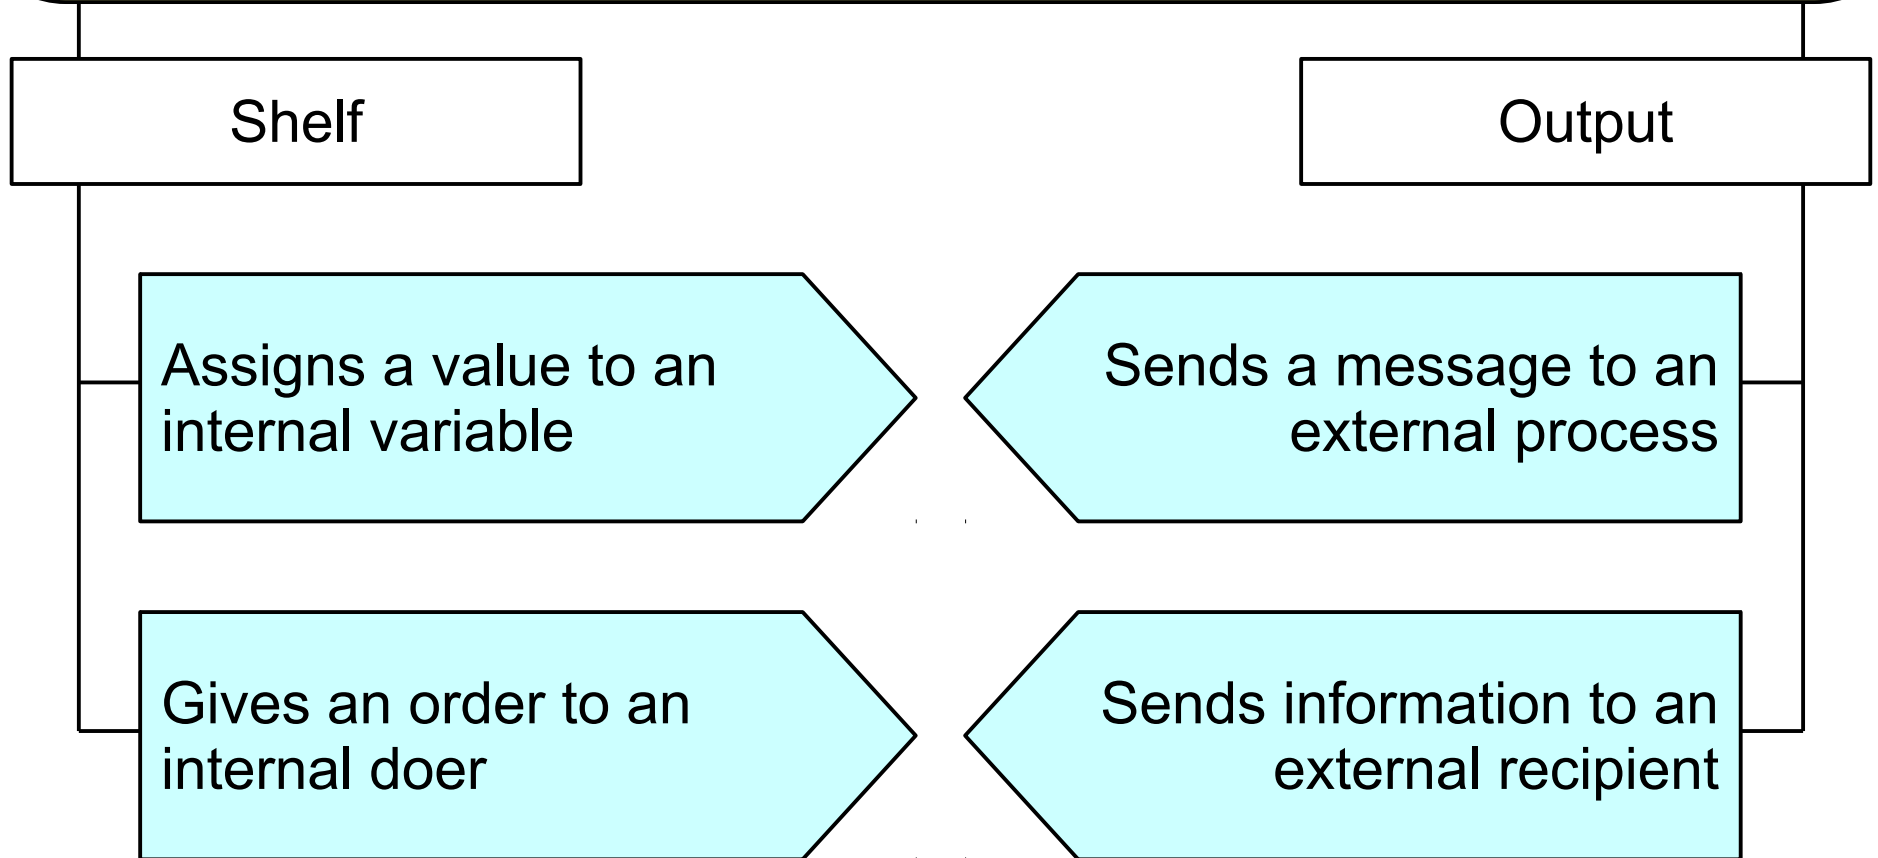 Shelf
Output
Assigns a value to an
internal variable
Sends a message to an
external process
Gives an order to an
internal doer
Sends information to an
external recipient